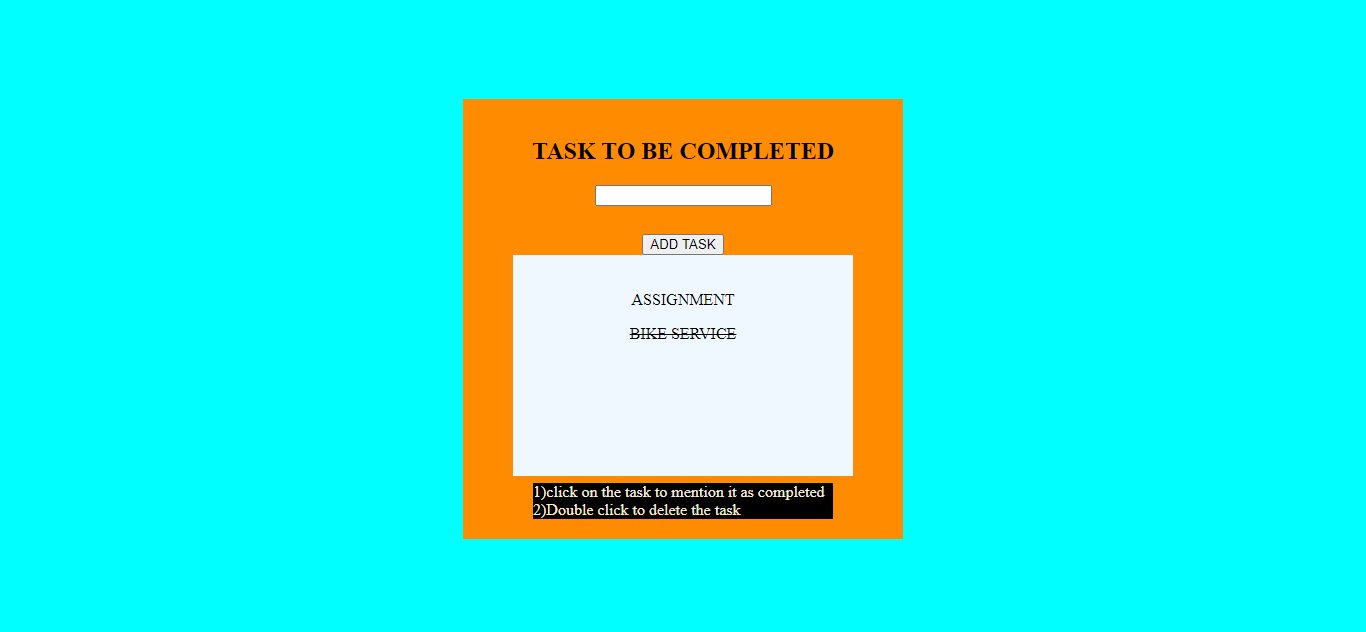 TASK TO BE COMPLETED
ADD TASK
ASSIGNMENT
BIKE SERVICE
1)click on the task to mention it as completed
2)Double click to delete the task